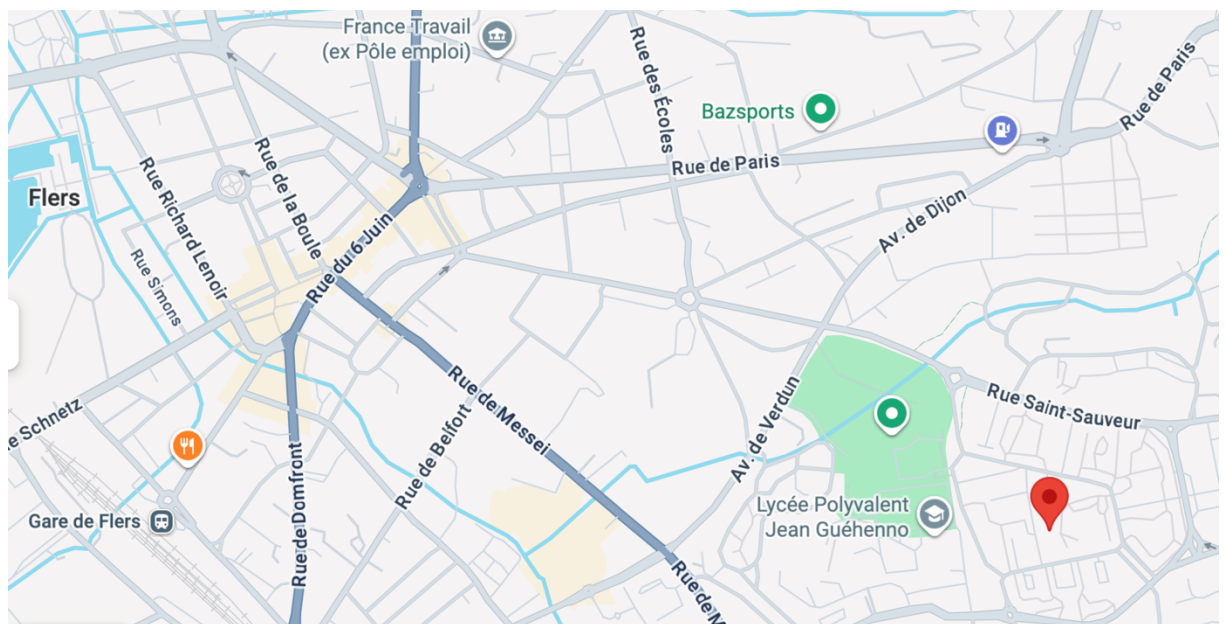 France Travail
(ex Pôle emploi)
Rue des Écoles
Bazsports
Rue de Paris
Rue de Paris
Flers
Rue Richard Lenoir
Rue de la Boule
Rue du 6 Juin
Rue Simons
Av. de Dijon
e Schnetz
Rue de Messei
Rue de Belfort
Av. de Verdun
Rue Saint-Sauveur
Gare de Flers
Rue de Domfront
Lycée Polyvalent
Jean Guéhenno
Rue de M